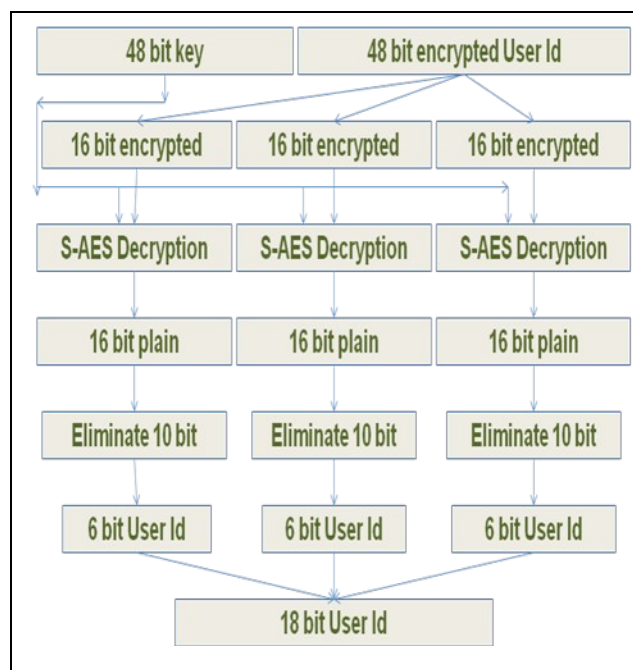 48 bit key
48 bit encrypted User Id
16 bit encrypted
16 bit encrypted
16 bit encrypted
S-AES Decryption
S-AES Decryption
S-AES Decryption
16 bit plain
16 bit plain
16 bit plain
Eliminate 10 bit
Eliminate 10 bit
Eliminate 10 bit
6 bit User Id
6 bit User Id
6 bit User Id
18 bit User Id